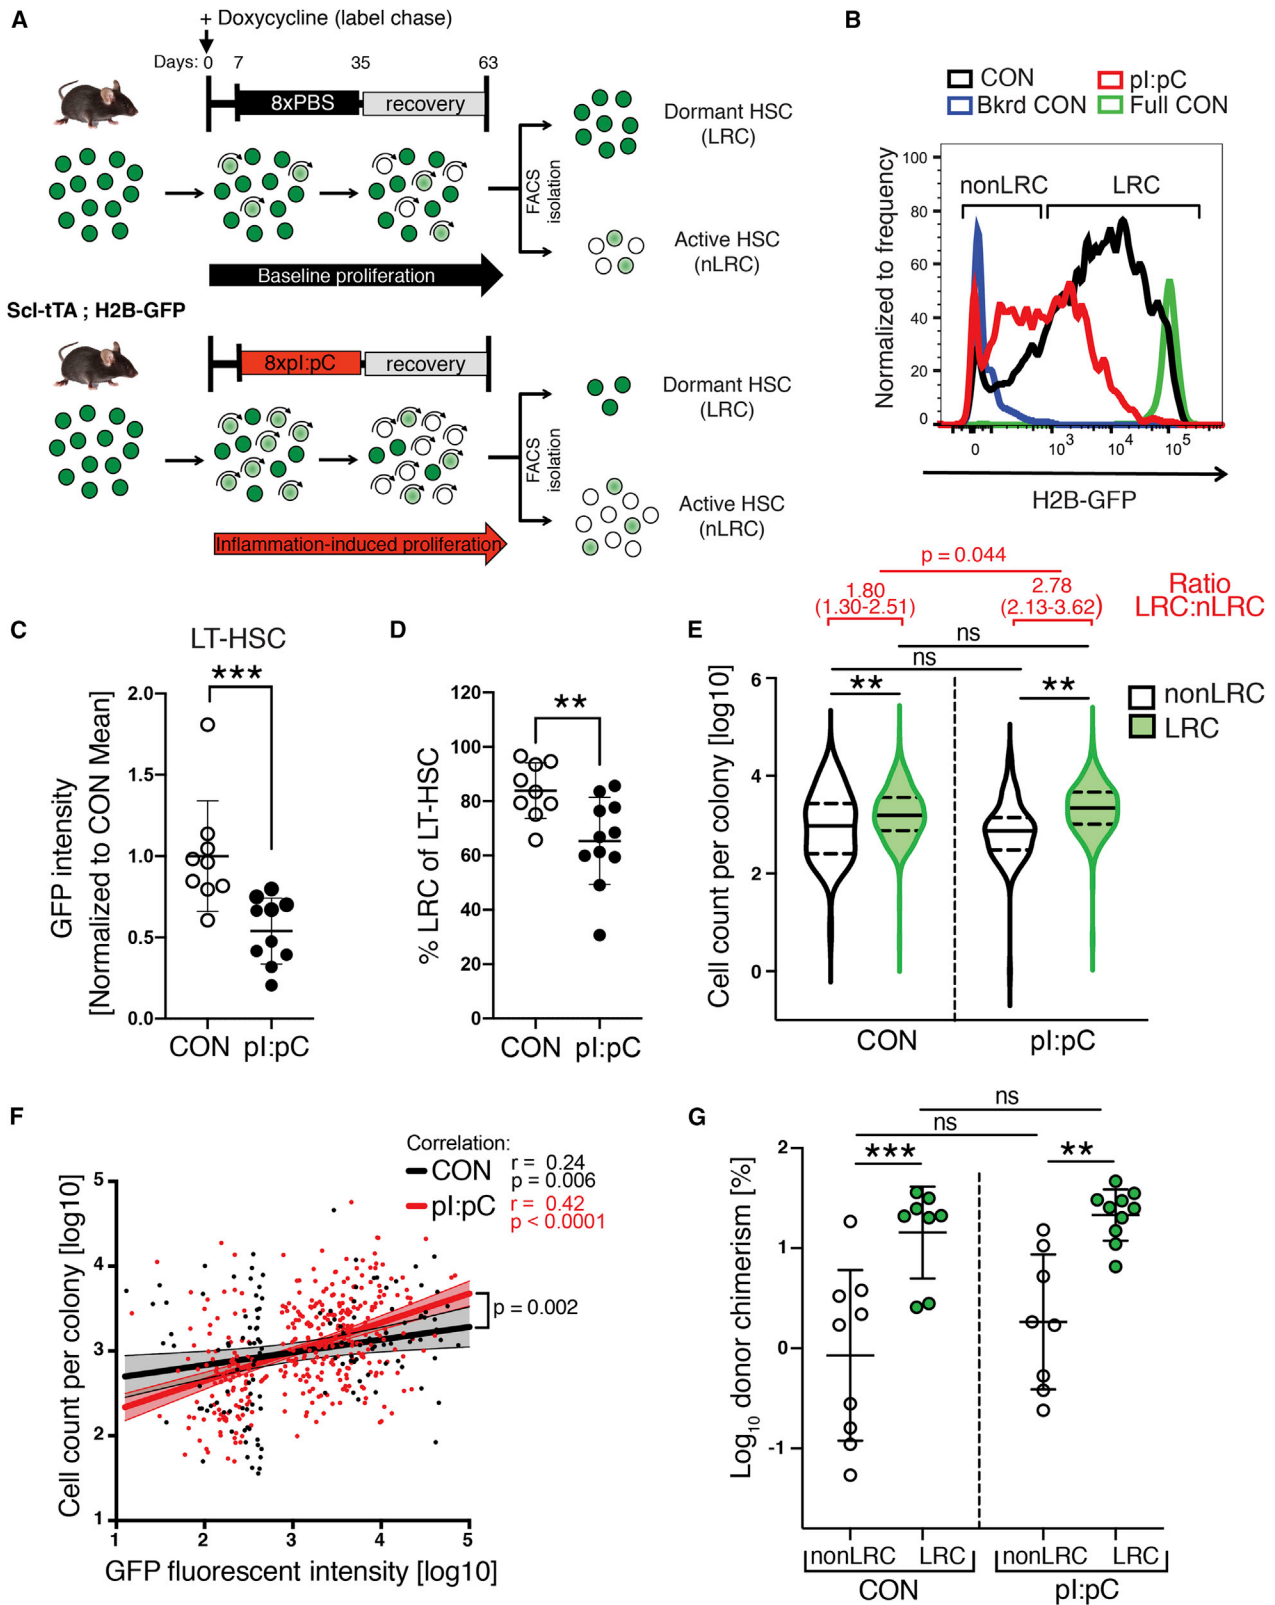 A
+ Doxycycline (label chase)
Days: 0 7 35 63
8xPBS
recovery
FACS isolation
Dormant HSC
(LRC)
Active HSC
(nLRC)
Baseline proliferation
Scl-tTA ; H2B-GFP
8xpI:pC
recovery
FACS isolation
Dormant HSC
(LRC)
Active HSC
(nLRC)
Inflammation-induced proliferation
B
CON
pI:pC
Bkrd CON
Full CON
Normalized to frequency
100
80
60
40
20
0
nonLRC
LRC
0 10³ 10⁴ 10⁵
H2B-GFP
C
LT-HSC
***
GFP intensity
[Normalized to CON Mean]
2.0
1.5
1.0
0.5
0.0
CON pI:pC
D
**
% LRC of LT-HSC
120
100
80
60
40
20
0
CON pI:pC
E
p = 0.044
1.80
(1.30-2.51)
2.78
(2.13-3.62)
Ratio
LRC:nLRC
ns
ns
**
**
nonLRC
LRC
Cell count per colony [log10]
6
4
2
0
CON
pI:pC
F
Correlation:
CON
r = 0.24
p = 0.006
pI:pC
r = 0.42
p < 0.0001
p = 0.002
Cell count per colony [log10]
5
4
3
2
1
1 2 3 4 5
GFP fluorescent intensity [log10]
G
ns
ns
***
**
Log₁₀ donor chimerism [%]
2
1
0
-1
nonLRC LRC nonLRC LRC
CON
pI:pC